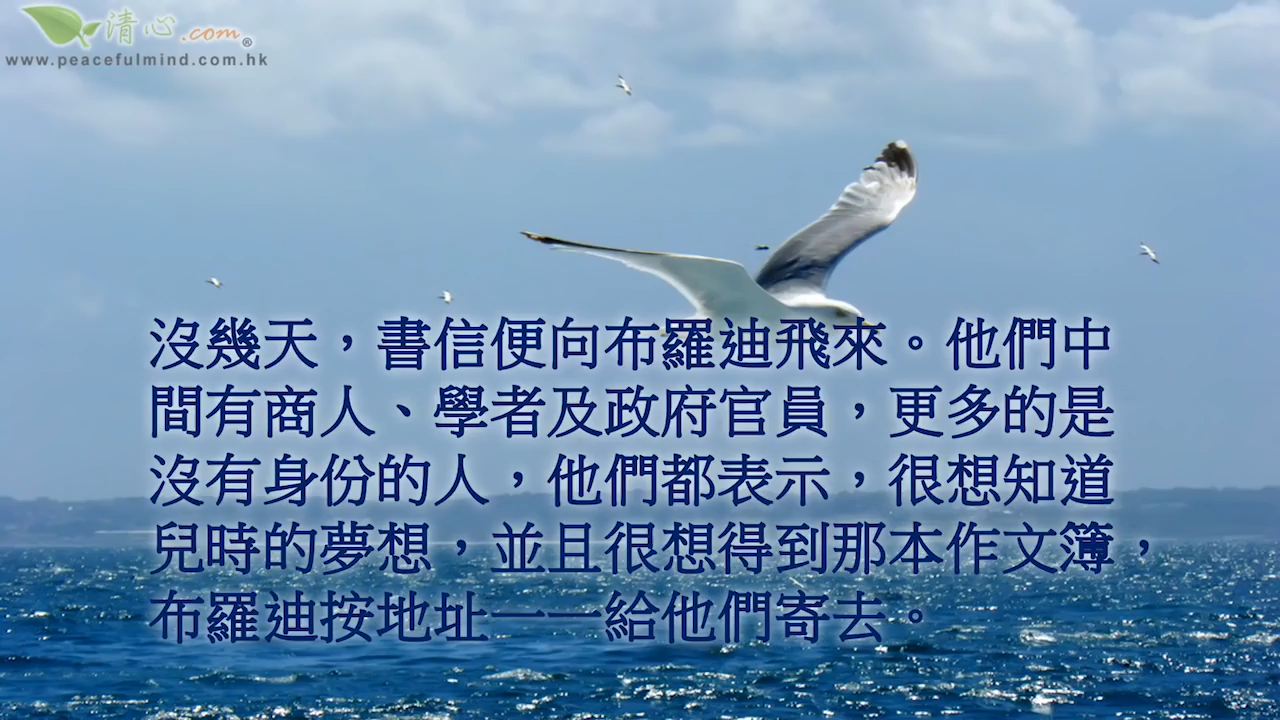 清心.com®
www.peacefulmind.com.hk
沒幾天，書信便向布羅迪飛來。他們中
間有商人、學者及政府官員，更多的是
沒有身份的人，他們都表示，很想知道
兒時的夢想，並且很想得到那本作文簿，
布羅迪按地址一一給他們寄去。